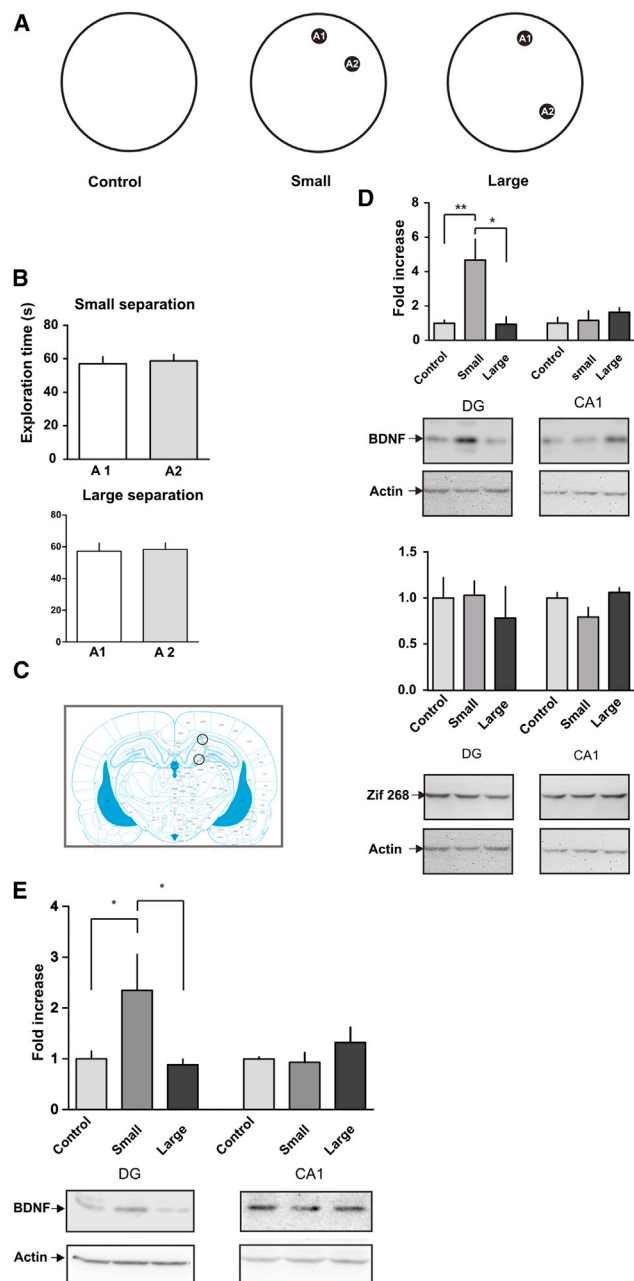 A
A1
A2
A1
A2
Control
Small
Large
B
Small separation
Exploration time (s)
80
60
40
20
0
A 1
A2
Large separation
80
60
40
20
0
A1
A 2
C
D
Fold increase
8
6
4
2
0
**
*
Control
Small
Large
Control
small
Large
DG
CA1
BDNF
Actin
1.5
1.0
0.5
0.0
Control
Small
Large
Control
Small
Large
DG
CA1
Zif 268
Actin
E
Fold increase
4
3
2
1
0
*
*
Control
Small
Large
Control
Small
Large
DG
CA1
BDNF
Actin